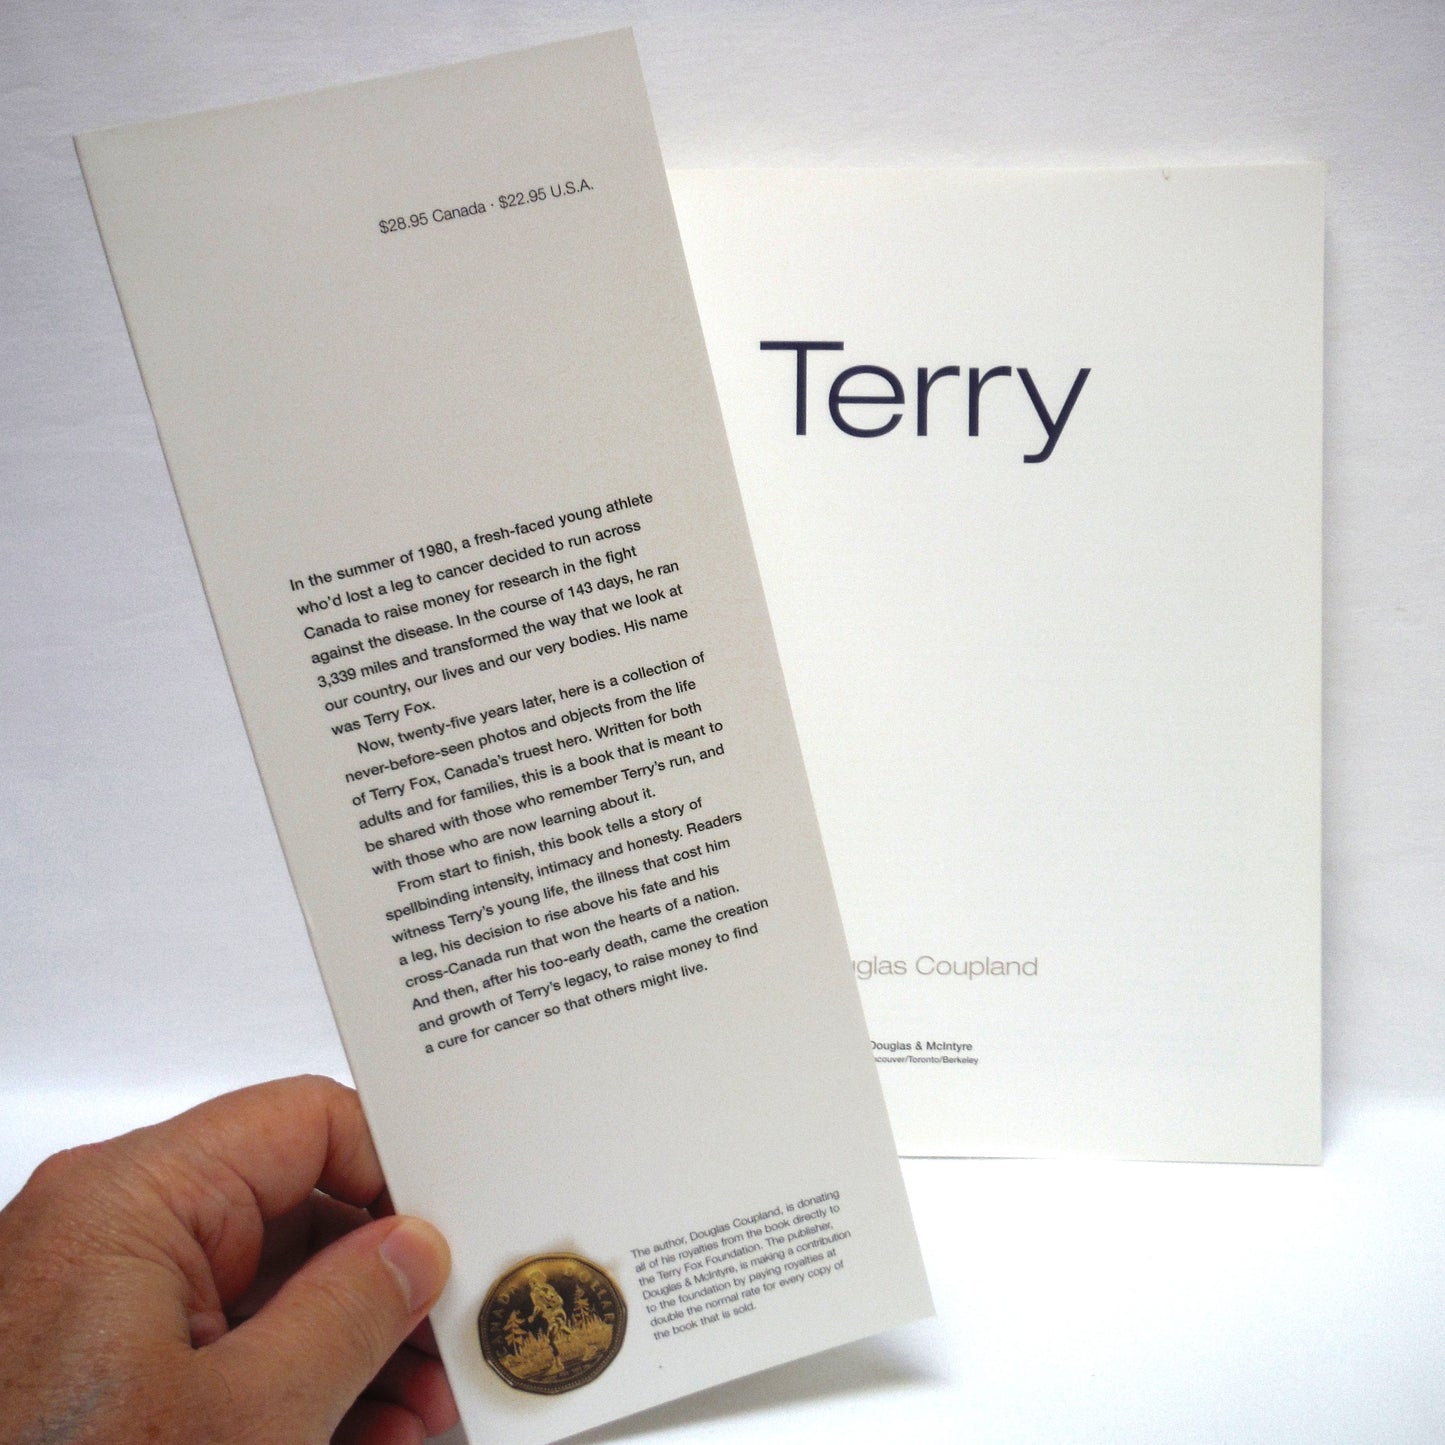 $28.95 Canada · $22.95 U.S.A.
In the summer of 1980, a fresh-faced young athlete
who'd lost a leg to cancer decided to run across
Canada to raise money for research in the fight
against the disease. In the course of 143 days, he ran
3,339 miles and transformed the way that we look at
our country, our lives and our very bodies. His name
was Terry Fox.
Now, twenty-five years later, here is a collection of
never-before-seen photos and objects from the life
of Terry Fox, Canada's truest hero. Written for both
adults and for families, this is a book that is meant to
be shared with those who remember Terry's run, and
with those who are now learning about it.
From start to finish, this book tells a story of
spellbinding intensity, intimacy and honesty. Readers
witness Terry's young life, the illness that cost him
a leg, his decision to rise above his fate and his
cross-Canada run that won the hearts of a nation.
And then, after his too-early death, came the creation
and growth of Terry's legacy, to raise money to find
a cure for cancer so that others might live.
The author, Douglas Coupland, is donating
all of his royalties from the book directly to
the Terry Fox Foundation. The publisher,
Douglas & McIntyre, is making a contribution
to the foundation by paying royalties at
double the normal rate for every copy of
the book that is sold.
CANADA DOLLAR
Terry
uglas Coupland
Douglas & McIntyre
ncouver/Toronto/Berkeley